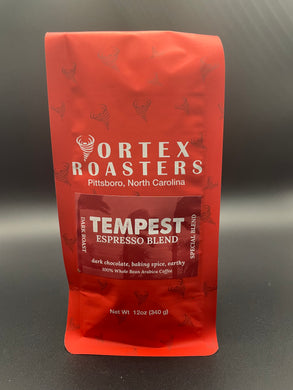 VORTEX
ROASTERS
Pittsboro, North Carolina
DARK ROAST
TEMPEST
ESPRESSO BLEND
SPECIAL BLEND
dark chocolate, baking spice, earthy
100% Whole Bean Arabica Coffee
Net Wt 12oz (340 g)